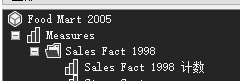 Food Mart 2005
Measures
Sales Fact 1998
Sales Fact 1998 计数